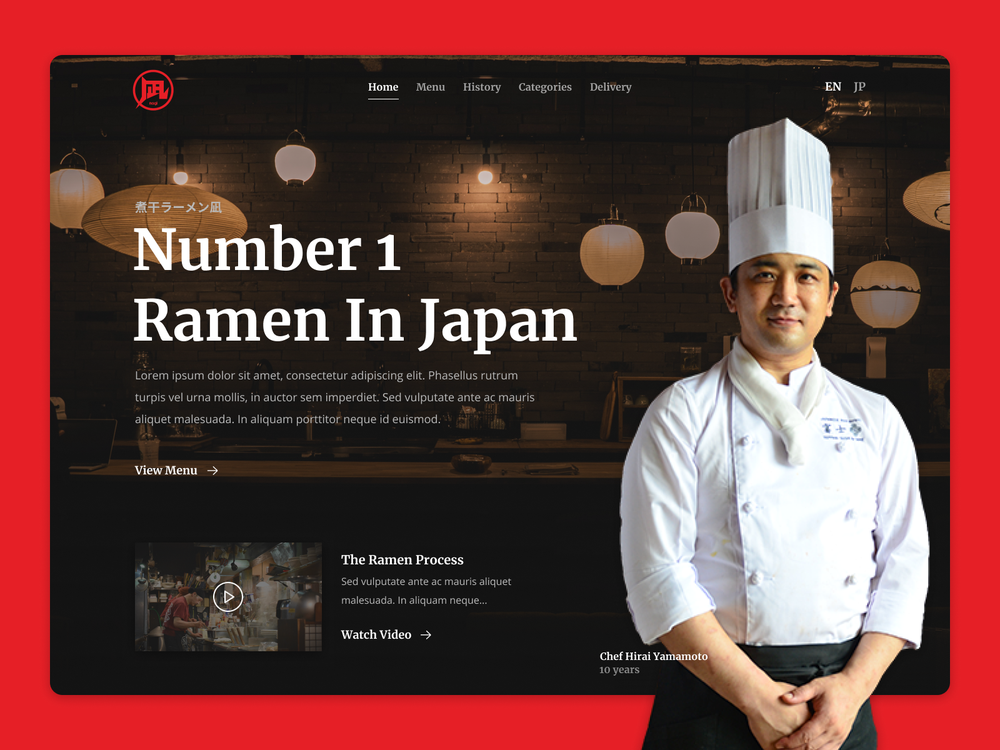 凪
Home Menu History Categories Delivery
EN JP
煮干ラーメン凪
Number 1
Ramen In Japan
Lorem ipsum dolor sit amet, consectetur adipiscing elit. Phasellus rutrum
turpis vel urna mollis, in auctor sem imperdiet. Sed vulputate ante ac mauris
aliquet malesuada. In aliquam porttitor neque id euismod.
View Menu
The Ramen Process
Sed vulputate ante ac mauris aliquet
malesuada. In aliquam neque...
Watch Video
Chef Hirai Yamamoto
10 years